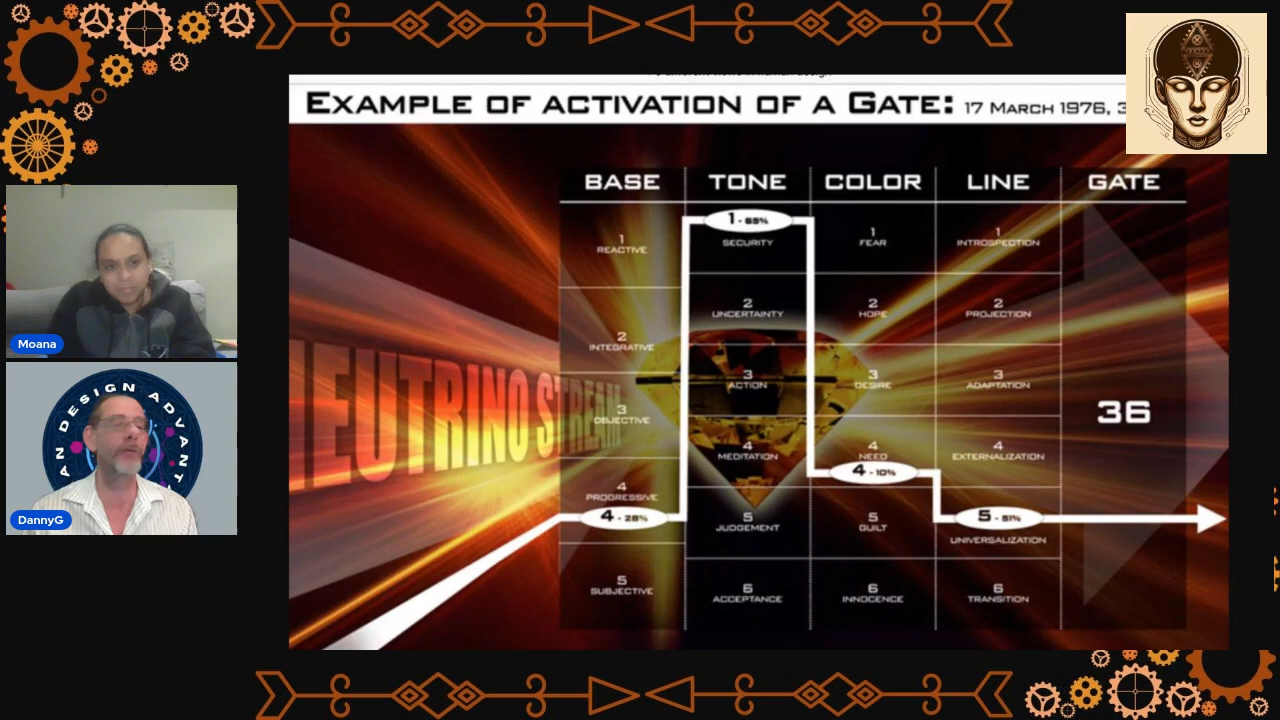 EXAMPLE OF ACTIVATION OF A GATE: 17 MARCH 1976, 3
BASE TONE COLOR LINE GATE
1 - 65%
1
REACTIVE
SECURITY
1
FEAR
1
INTROSPECTION
2
INTEGRATIVE
2
UNCERTAINTY
2
HOPE
2
PROJECTION
3
OBJECTIVE
3
ACTION
3
DESIRE
3
ADAPTATION
36
4
PROGRESSIVE
4 - 28%
4
MEDITATION
4
NEED
4 - 10%
4
EXTERNALIZATION
5
SUBJECTIVE
5
JUDGEMENT
5
GUILT
5 - 51%
UNIVERSALIZATION
6
ACCEPTANCE
6
INNOCENCE
6
TRANSITION
NEUTRINO STREAM
Moana
AN DESIGN ADVANT
DannyG